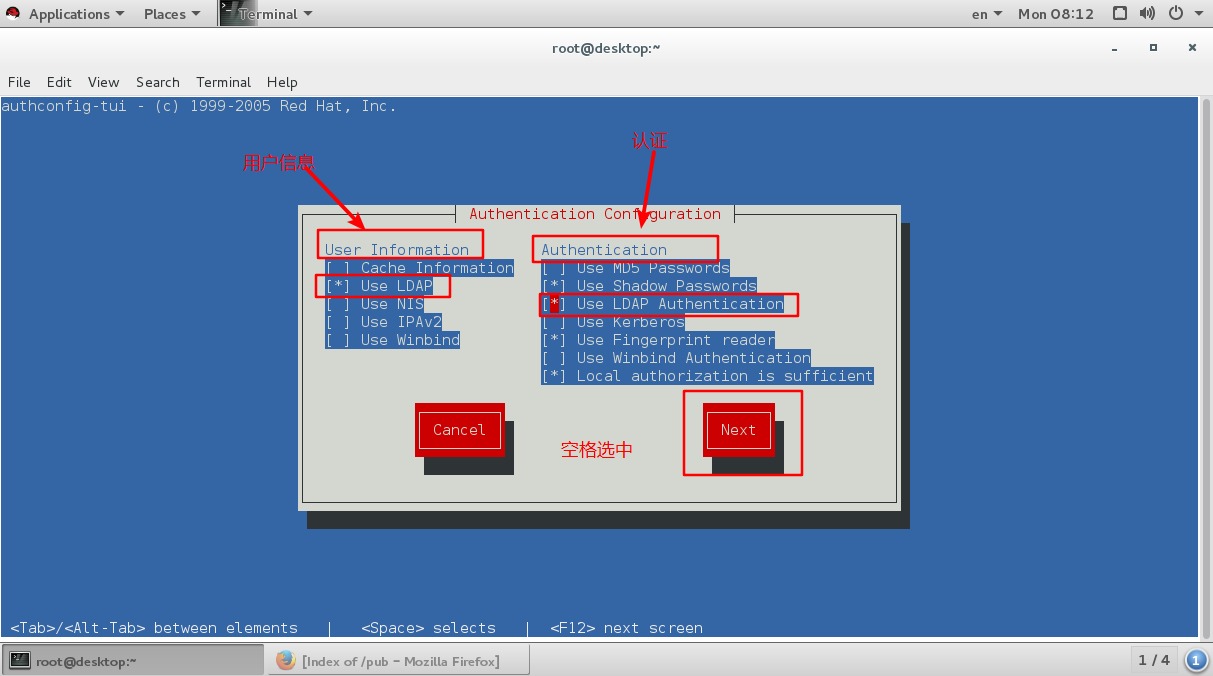 Applications Places Terminal en Mon 08:12
root@desktop:~
File Edit View Search Terminal Help
authconfig-tui - (c) 1999-2005 Red Hat, Inc.
认证
用户信息
Authentication Configuration
User Information Authentication
[ ] Cache Information [ ] Use MD5 Passwords
[*] Use LDAP [*] Use Shadow Passwords
[ ] Use NIS [*] Use LDAP Authentication
[ ] Use IPAv2 [ ] Use Kerberos
[ ] Use Winbind [*] Use Fingerprint reader
[ ] Use Winbind Authentication
[*] Local authorization is sufficient
Cancel Next
空格选中
<Tab>/<Alt-Tab> between elements | <Space> selects | <F12> next screen
root@desktop:~ [Index of /pub - Mozilla Firefox] 1 / 4 1